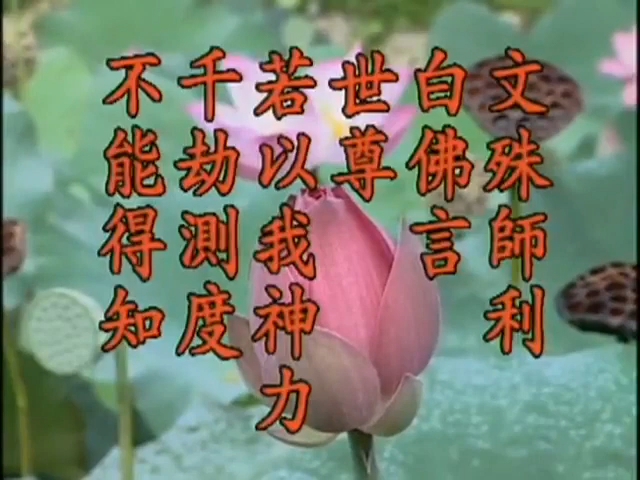 文殊師利
白佛言
世尊
若以我神力
千劫測度
不能得知